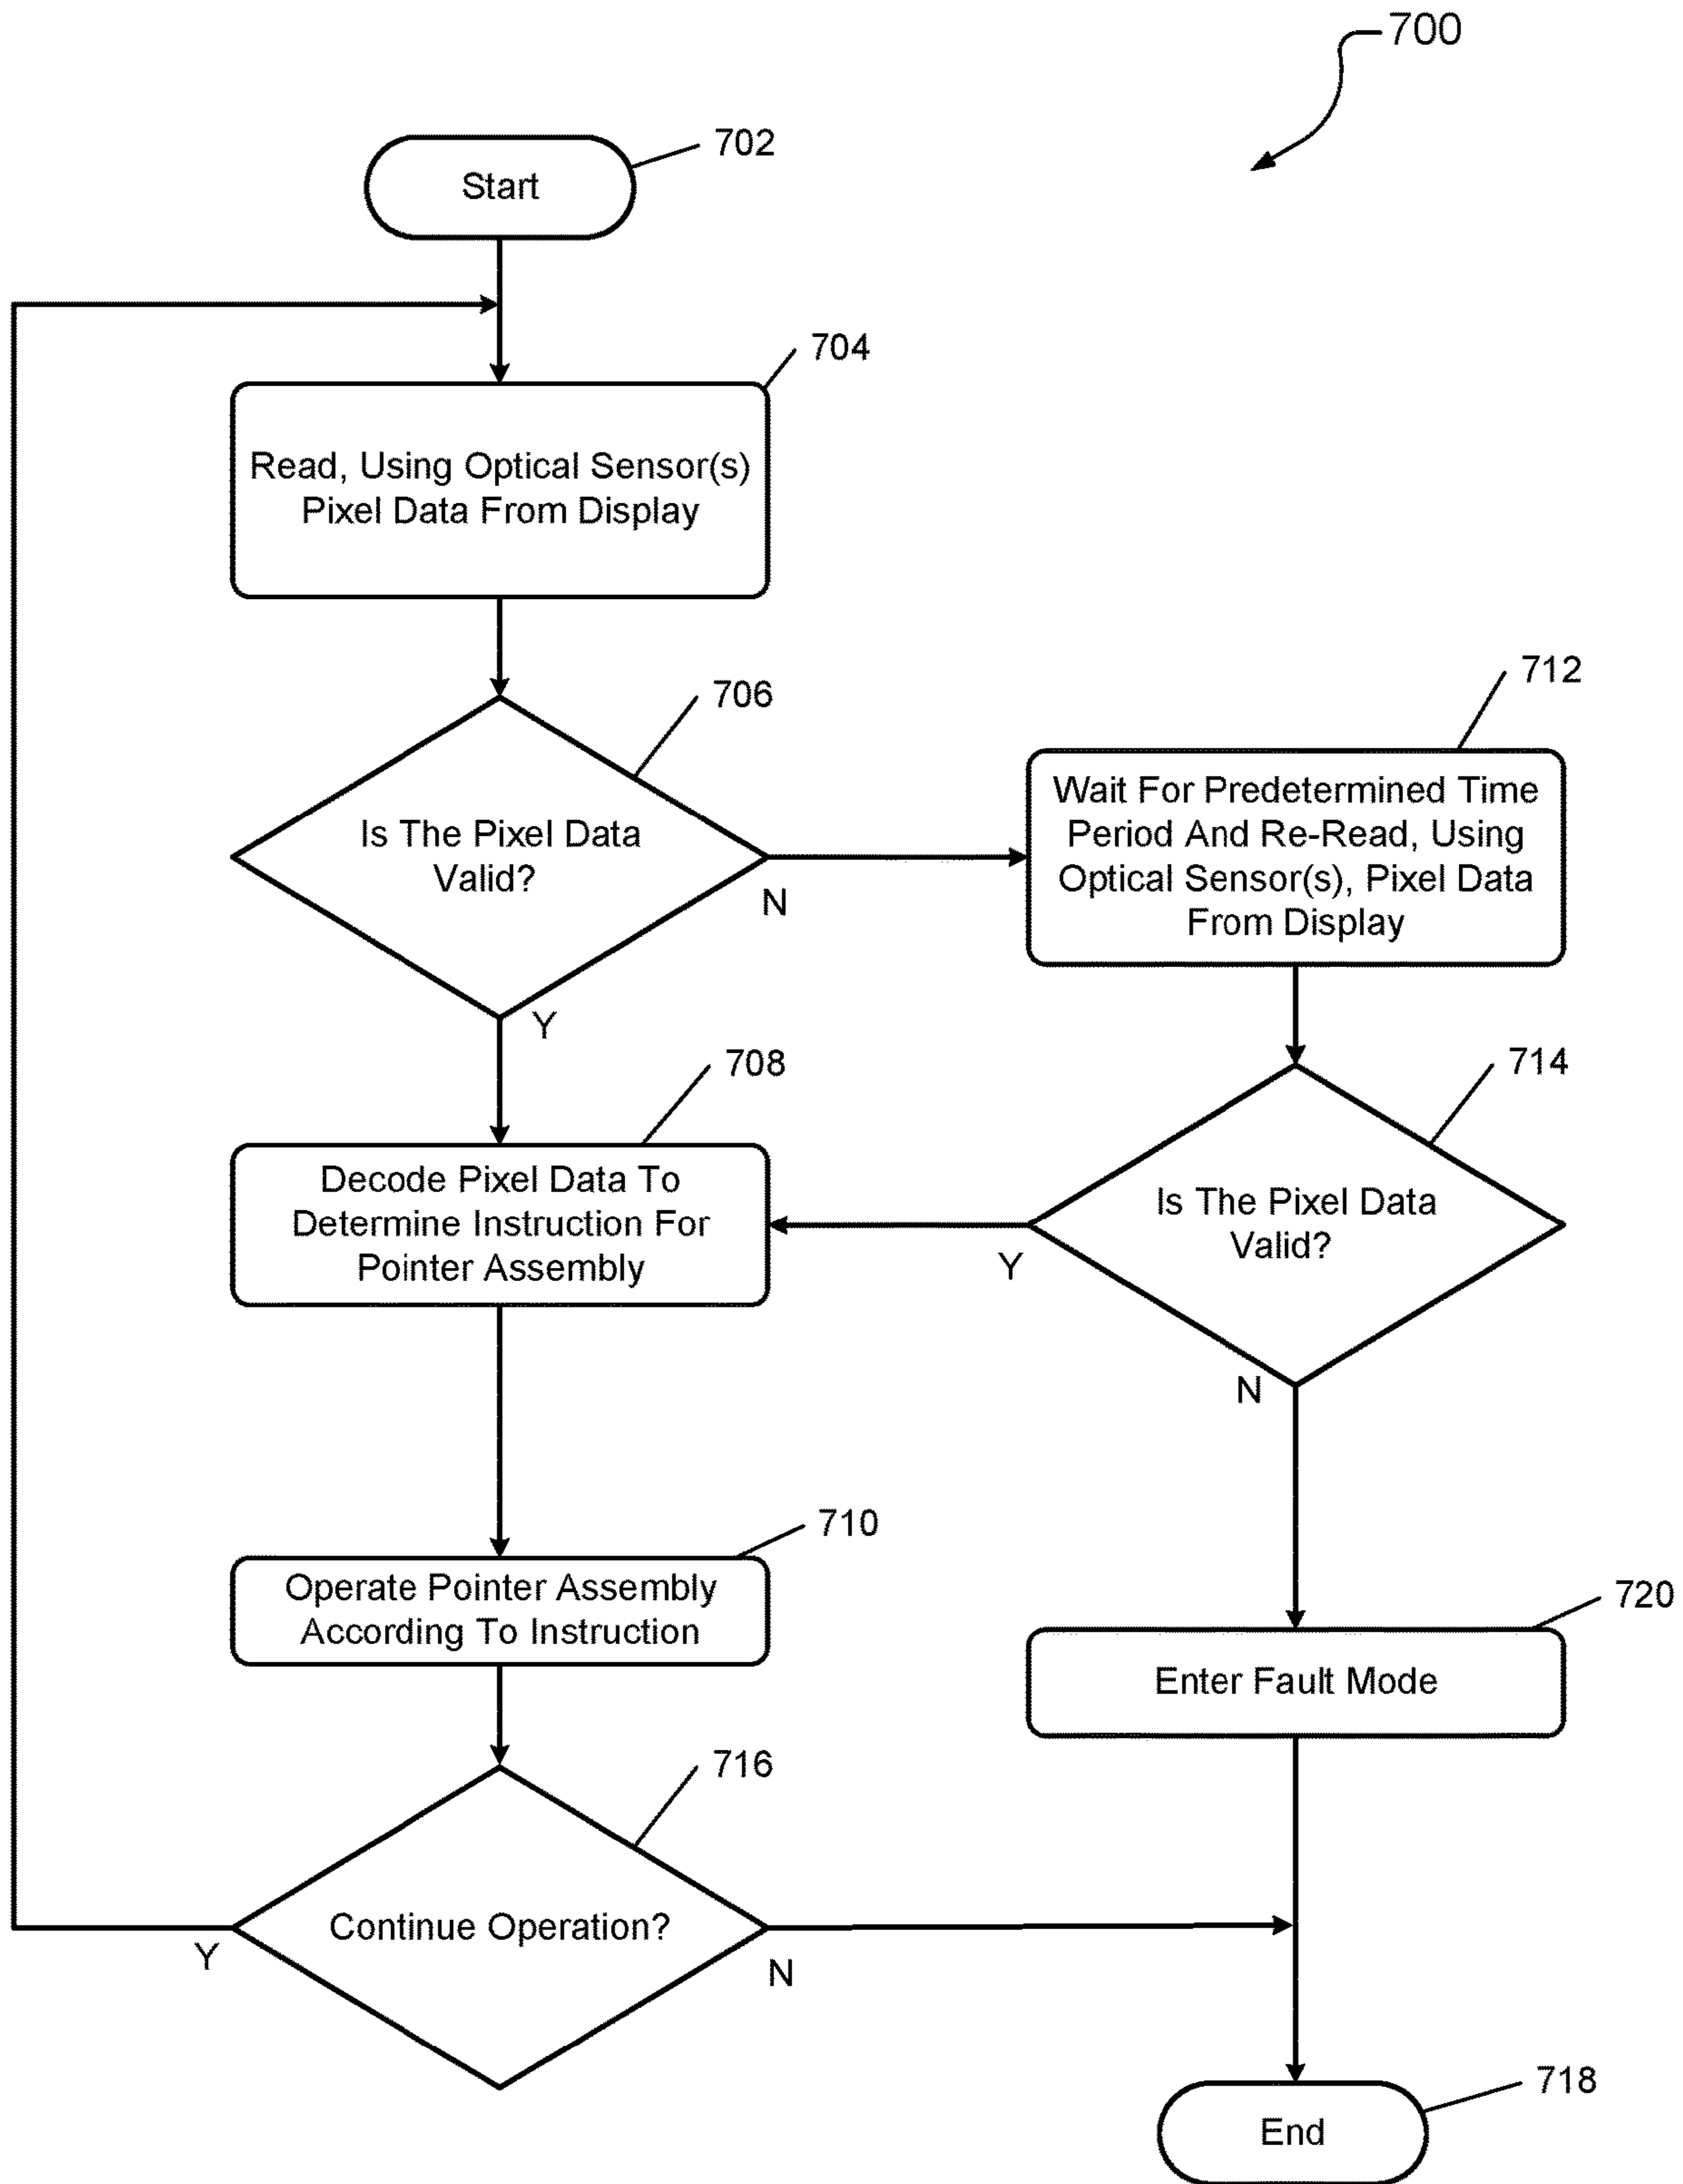 700
702
Start
704
Read, Using Optical Sensor(s)
Pixel Data From Display
706
Is The Pixel Data
Valid?
N
Y
712
Wait For Predetermined Time
Period And Re-Read, Using
Optical Sensor(s), Pixel Data
From Display
708
Decode Pixel Data To
Determine Instruction For
Pointer Assembly
714
Is The Pixel Data
Valid?
Y
N
710
Operate Pointer Assembly
According To Instruction
720
Enter Fault Mode
716
Continue Operation?
Y
N
718
End